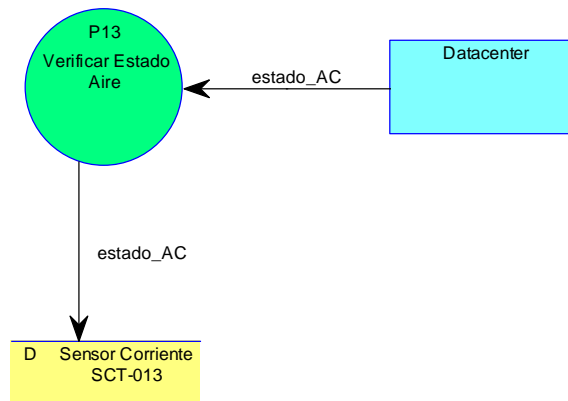 P13
Verificar Estado
Aire
Datacenter
estado_AC
estado_AC
D Sensor Corriente
SCT-013